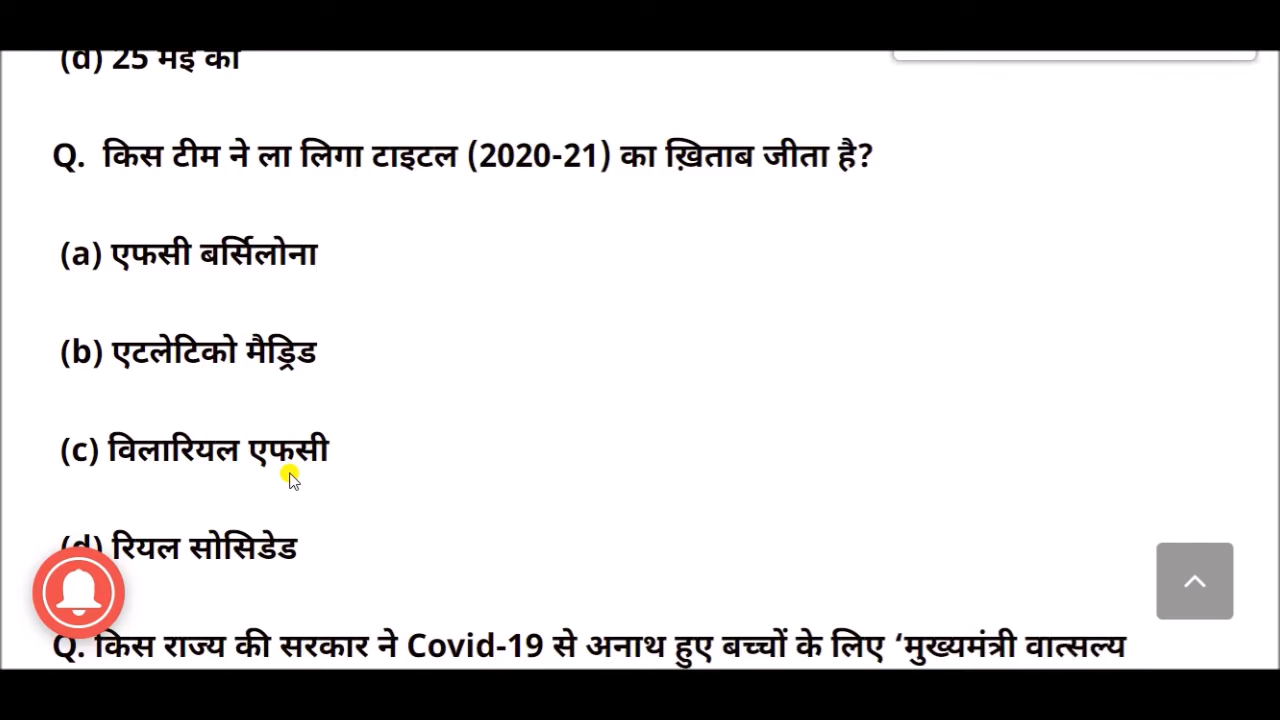 (d) 25 मई को
Q. किस टीम ने ला लिगा टाइटल (2020-21) का ख़िताब जीता है?
(a) एफसी बर्सिलोना
(b) एटलेटिको मैड्रिड
(c) विलारियल एफसी
(d) रियल सोसिडेड
Q. किस राज्य की सरकार ने Covid-19 से अनाथ हुए बच्चों के लिए ‘मुख्यमंत्री वात्सल्य